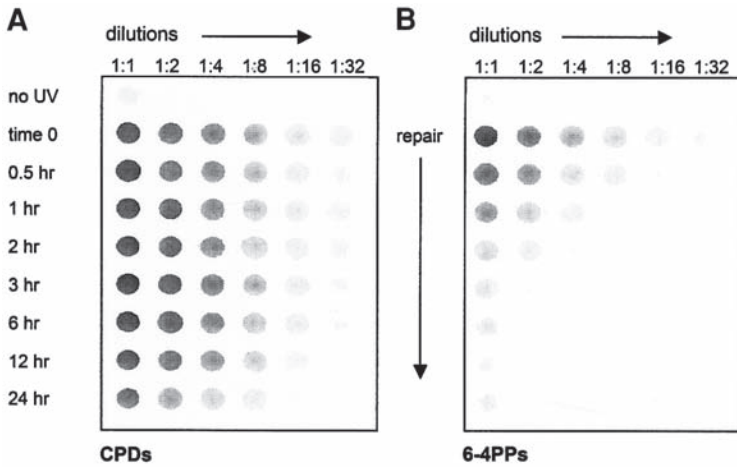 A
dilutions
1:1 1:2 1:4 1:8 1:16 1:32
no UV
time 0
0.5 hr
1 hr
2 hr
3 hr
6 hr
12 hr
24 hr
CPDs
B
dilutions
1:1 1:2 1:4 1:8 1:16 1:32
repair
6-4PPs